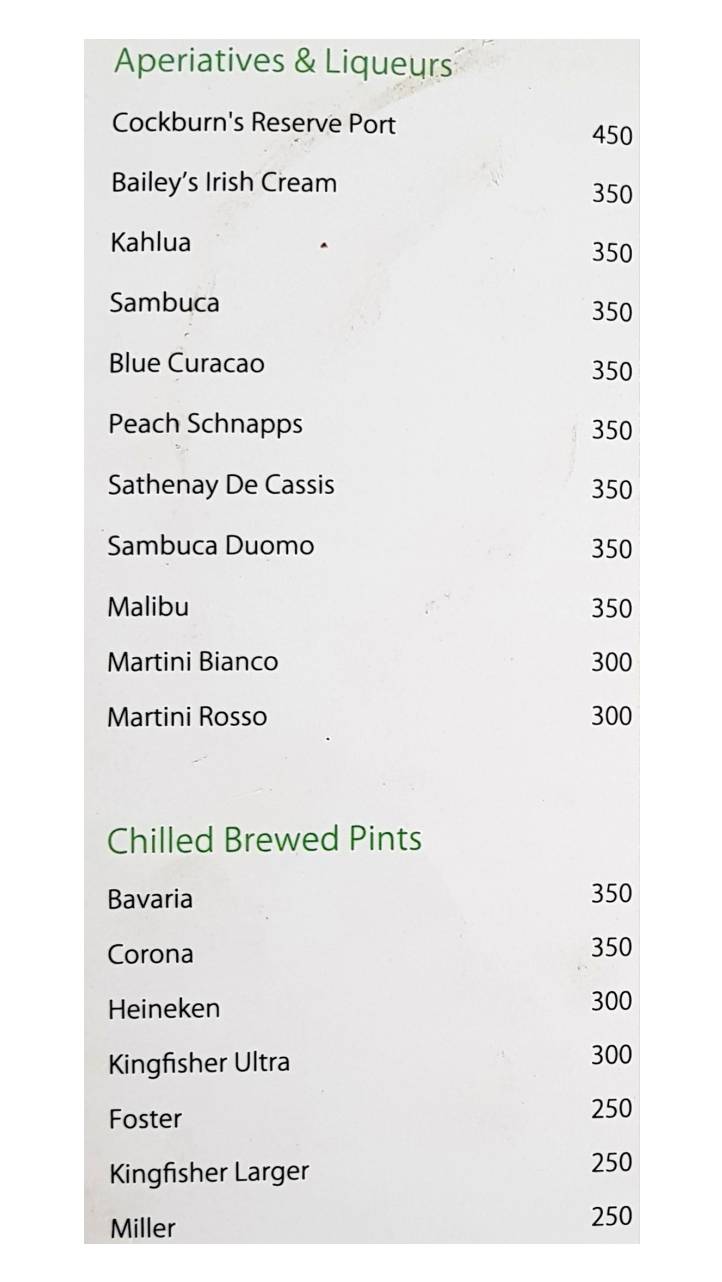 Aperiatives & Liqueurs
Cockburn's Reserve Port 450
Bailey's Irish Cream 350
Kahlua 350
Sambuca 350
Blue Curacao 350
Peach Schnapps 350
Sathenay De Cassis 350
Sambuca Duomo 350
Malibu 350
Martini Bianco 300
Martini Rosso 300
Chilled Brewed Pints
Bavaria 350
Corona 350
Heineken 300
Kingfisher Ultra 300
Foster 250
Kingfisher Larger 250
Miller 250